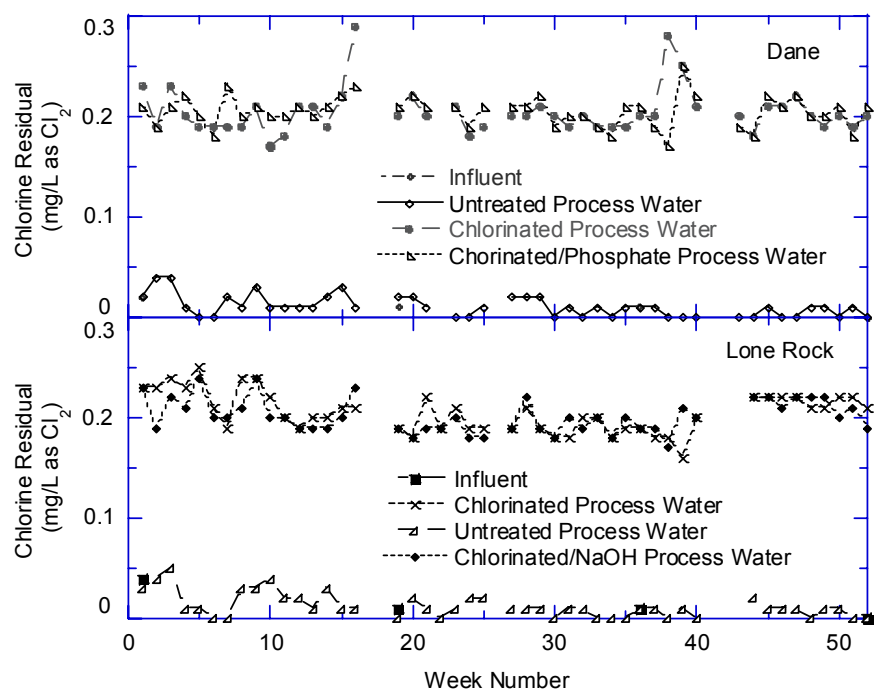 0.3
Dane
Chlorine Residual
(mg/L as Cl2)
0.2
Influent
Untreated Process Water
Chlorinated Process Water
Chorinated/Phosphate Process Water
0.1
0
0.3
Lone Rock
Chlorine Residual
(mg/L as Cl2)
0.2
Influent
Chlorinated Process Water
Untreated Process Water
Chlorinated/NaOH Process Water
0.1
0
0 10 20 30 40 50
Week Number